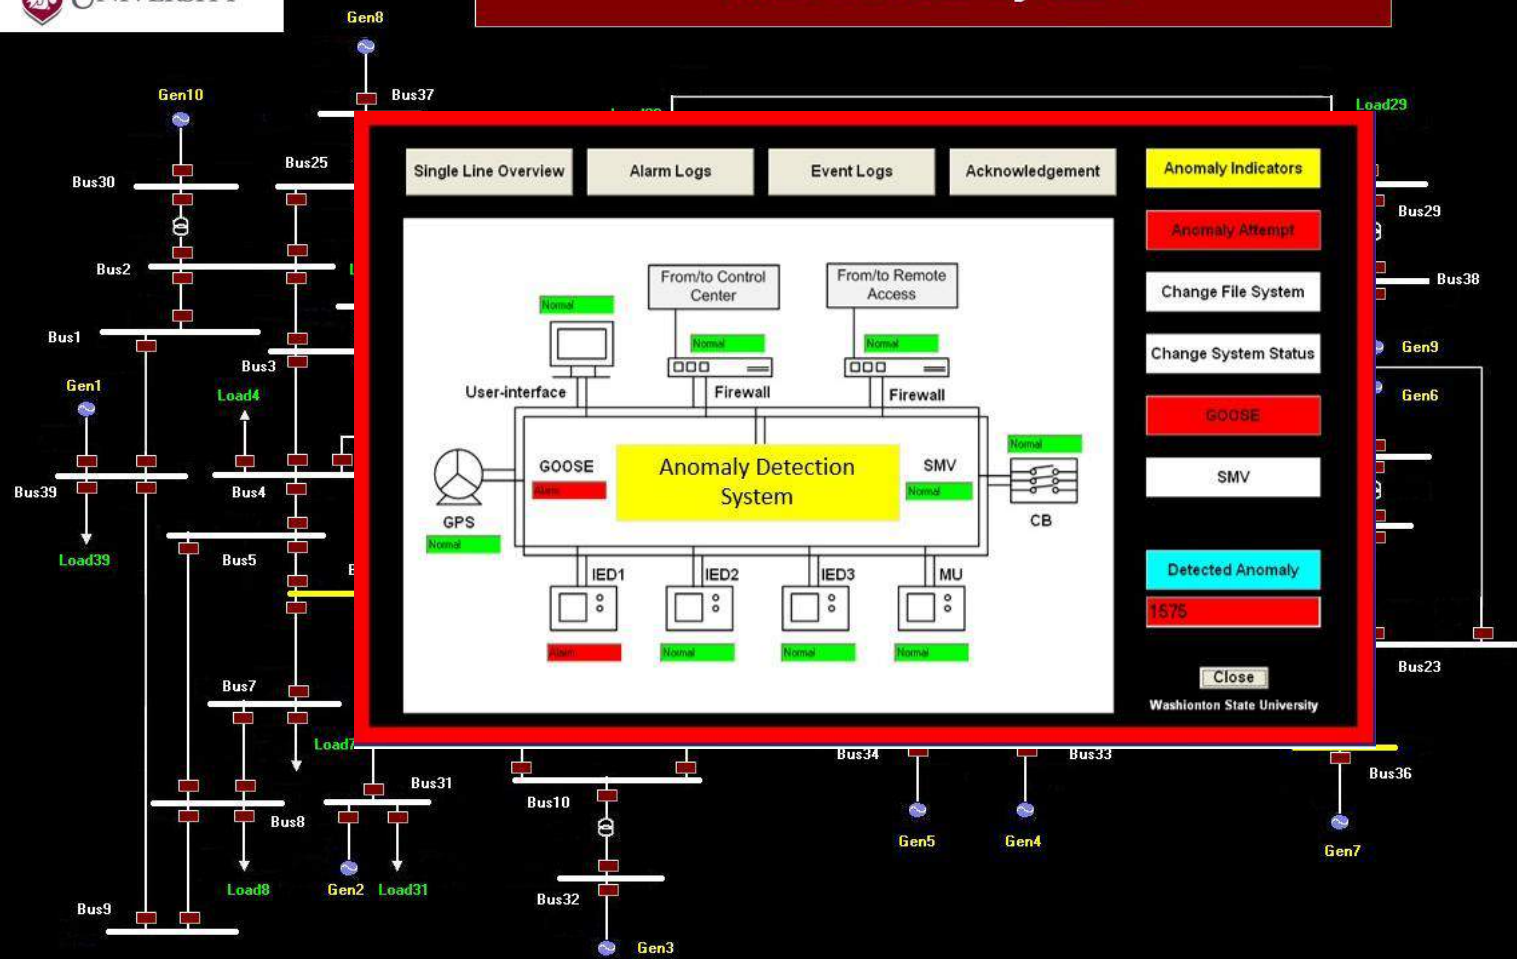 Gen8
Gen10
Bus37
Load29
Bus25
Bus30
Bus29
Bus2
Bus38
Bus1
Bus3
Gen9
Gen1
Load4
Gen6
Bus39
Bus4
Load39
Bus5
Bus23
Bus7
Load7
Bus34
Bus33
Bus36
Bus31
Bus10
Bus8
Gen5
Gen4
Gen7
Load8
Gen2
Load31
Bus32
Bus9
Gen3
Single Line Overview
Alarm Logs
Event Logs
Acknowledgement
Anomaly Indicators
Anomaly Attempt
Change File System
Change System Status
GOOSE
SMV
Detected Anomaly
1575
Close
Washionton State University
From/to Control
Center
From/to Remote
Access
Normal
Normal
Normal
User-interface
Firewall
Firewall
Normal
GOOSE
Alarm
Anomaly Detection
System
SMV
Normal
GPS
Normal
CB
IED1
IED2
IED3
MU
Alarm
Normal
Normal
Normal